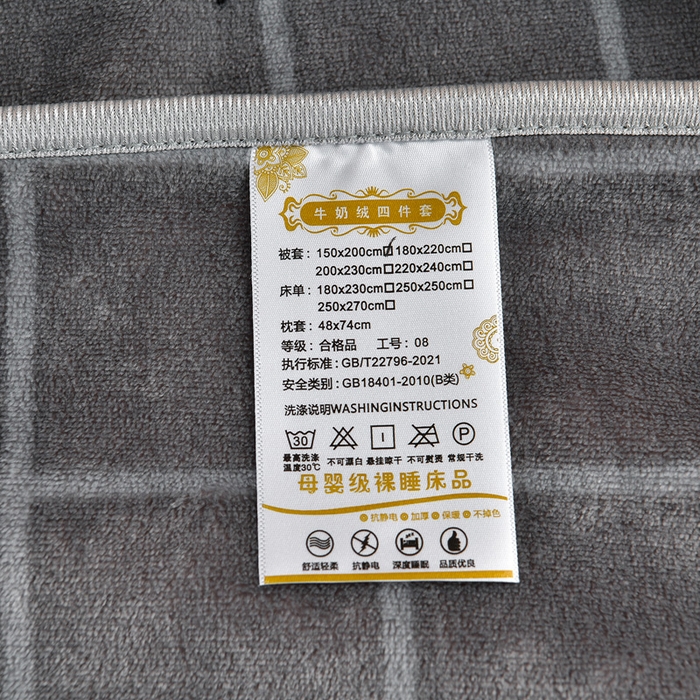 牛奶绒四件套
被套：150x200cm☑180x220cm□
200x230cm□220x240cm□
床单：180x230cm□250x250cm□
250x270cm□
枕套：48x74cm
等级：合格品 工号：08
执行标准：GB/T22796-2021
安全类别：GB18401-2010(B类)
洗涤说明WASHINGINSTRUCTIONS
30 P
最高洗涤温度30℃ 不可漂白 悬挂晾干 不可熨烫 常规干洗
母婴级裸睡床品
抗静电 加厚 保暖 不掉色
舒适轻柔 抗静电 深度睡眠 品质优良